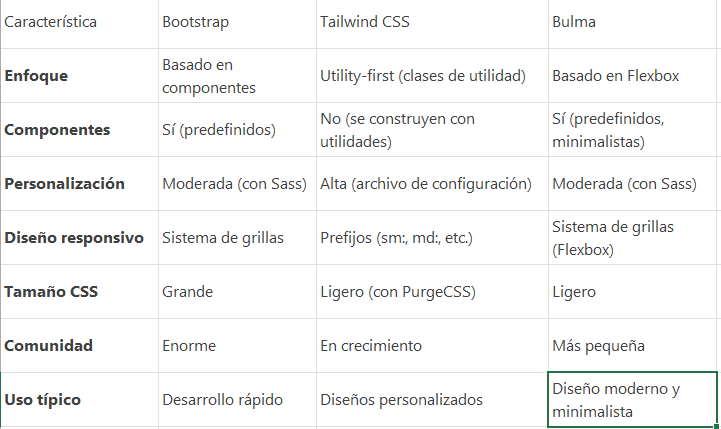 Característica Bootstrap Tailwind CSS Bulma
Enfoque Basado en componentes Utility-first (clases de utilidad) Basado en Flexbox
Componentes Sí (predefinidos) No (se construyen con utilidades) Sí (predefinidos, minimalistas)
Personalización Moderada (con Sass) Alta (archivo de configuración) Moderada (con Sass)
Diseño responsivo Sistema de grillas Prefijos (sm:, md:, etc.) Sistema de grillas (Flexbox)
Tamaño CSS Grande Ligero (con PurgeCSS) Ligero
Comunidad Enorme En crecimiento Más pequeña
Uso típico Desarrollo rápido Diseños personalizados Diseño moderno y minimalista